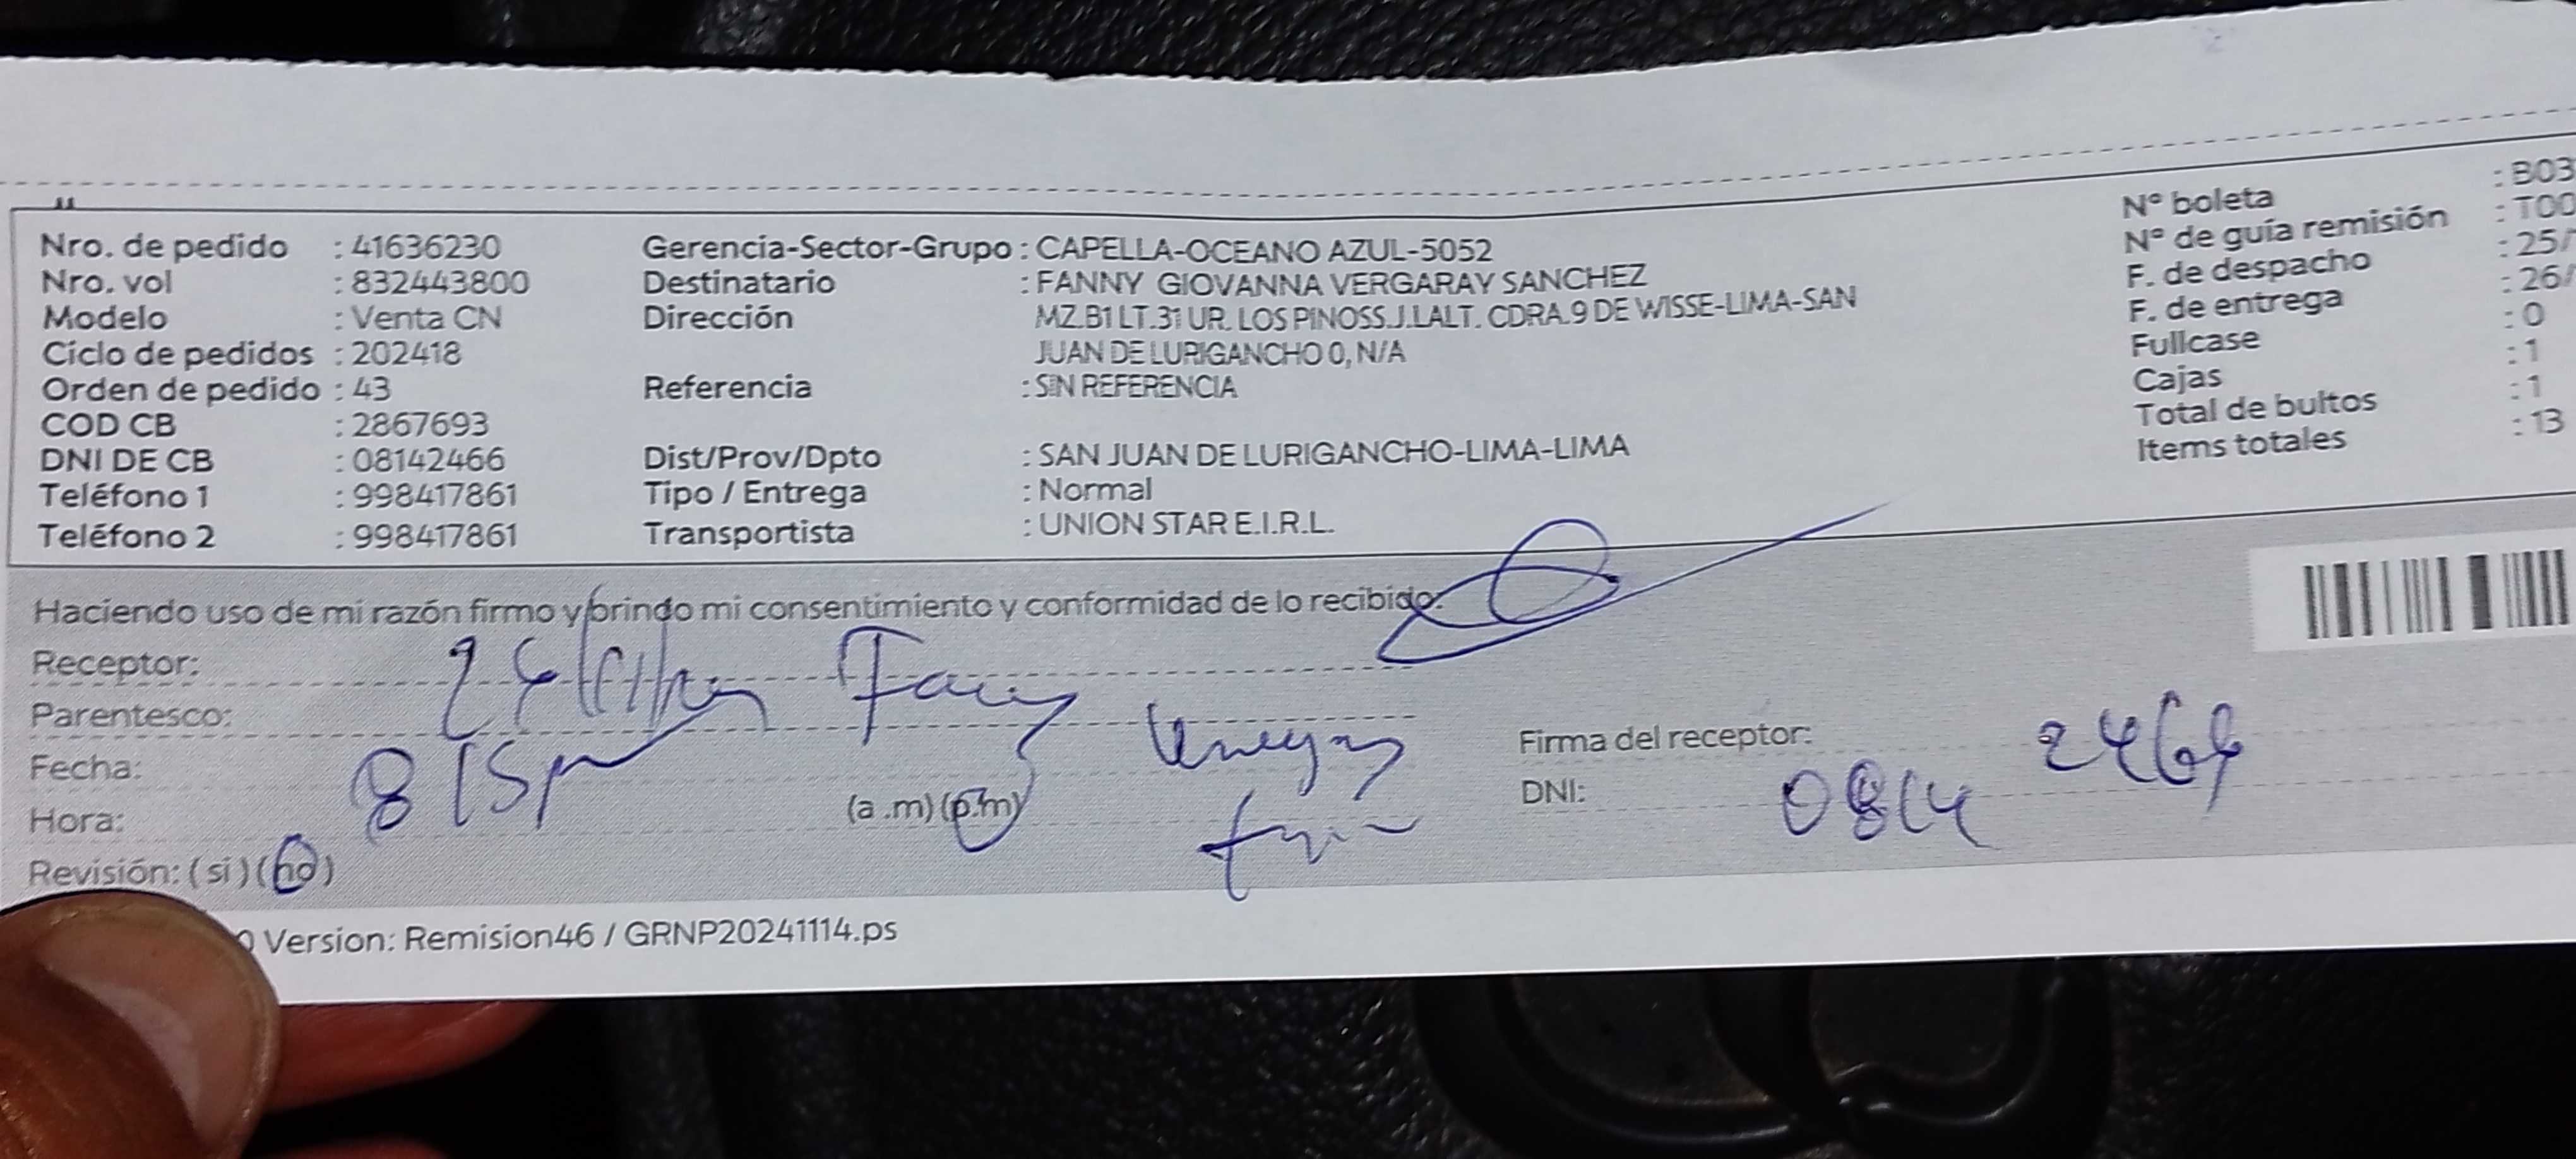 Nro. de pedido : 41636230
Nro. vol : 832443800
Modelo : Venta CN
Ciclo de pedidos : 202418
Orden de pedido : 43
COD CB : 2867693
DNI DE CB : 08142466
Teléfono 1 : 998417861
Teléfono 2 : 998417861
Gerencia-Sector-Grupo : CAPELLA-OCEANO AZUL-5052
Destinatario : FANNY GIOVANNA VERGARAY SANCHEZ
Dirección MZ.B1 LT.31 UR. LOS PINOSS.J.LALT. CDRA.9 DE WISSE-LIMA-SAN
JUAN DE LURIGANCHO 0, N/A
Referencia : SIN REFERENCIA
Dist/Prov/Dpto : SAN JUAN DE LURIGANCHO-LIMA-LIMA
Tipo / Entrega : Normal
Transportista : UNION STAR E.I.R.L.
N° boleta : B03
N° de guía remisión : T00
F. de despacho : 25/
F. de entrega : 26/
Fullcase : 0
Cajas : 1
Total de bultos : 1
Items totales : 13
Haciendo uso de mi razón firmo y brindo mi consentimiento y conformidad de lo recibido:
Receptor:
Parentesco:
Fecha:
Hora: 8 15 pm (a .m) (p.m)
Revisión: ( si ) ( no )
Firma del receptor:
DNI: 0814 2466
0 Version: Remision46 / GRNP20241114.ps